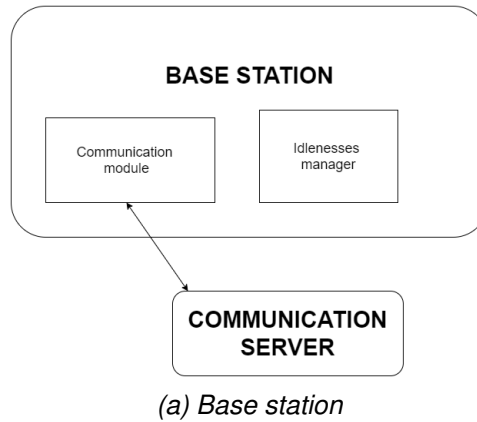 BASE STATION
Communication
module
Idlenesses
manager
COMMUNICATION
SERVER
(a) Base station